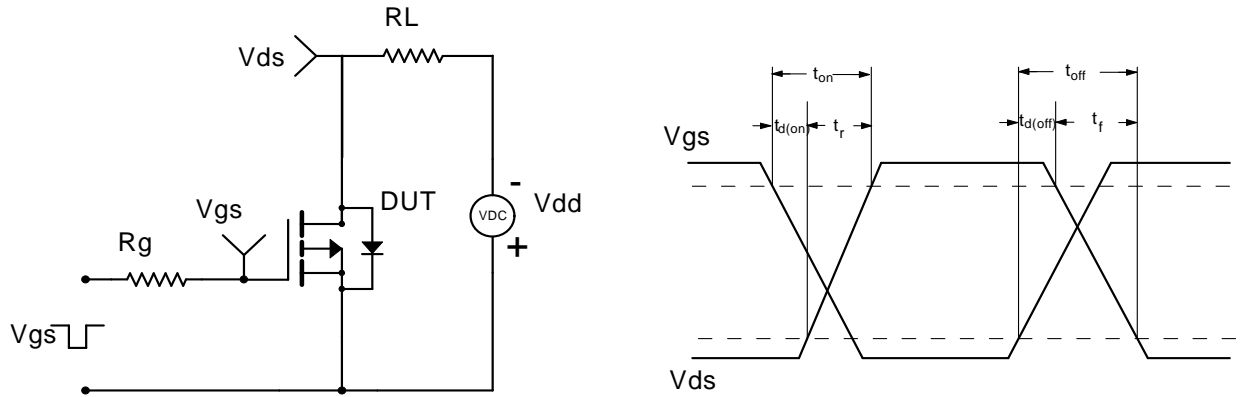 RL
Vds
DUT
Vgs
Rg
Vgs
-
VDC
Vdd
+
ton
toff
td(on)
tr
td(off)
tf
Vgs
Vds